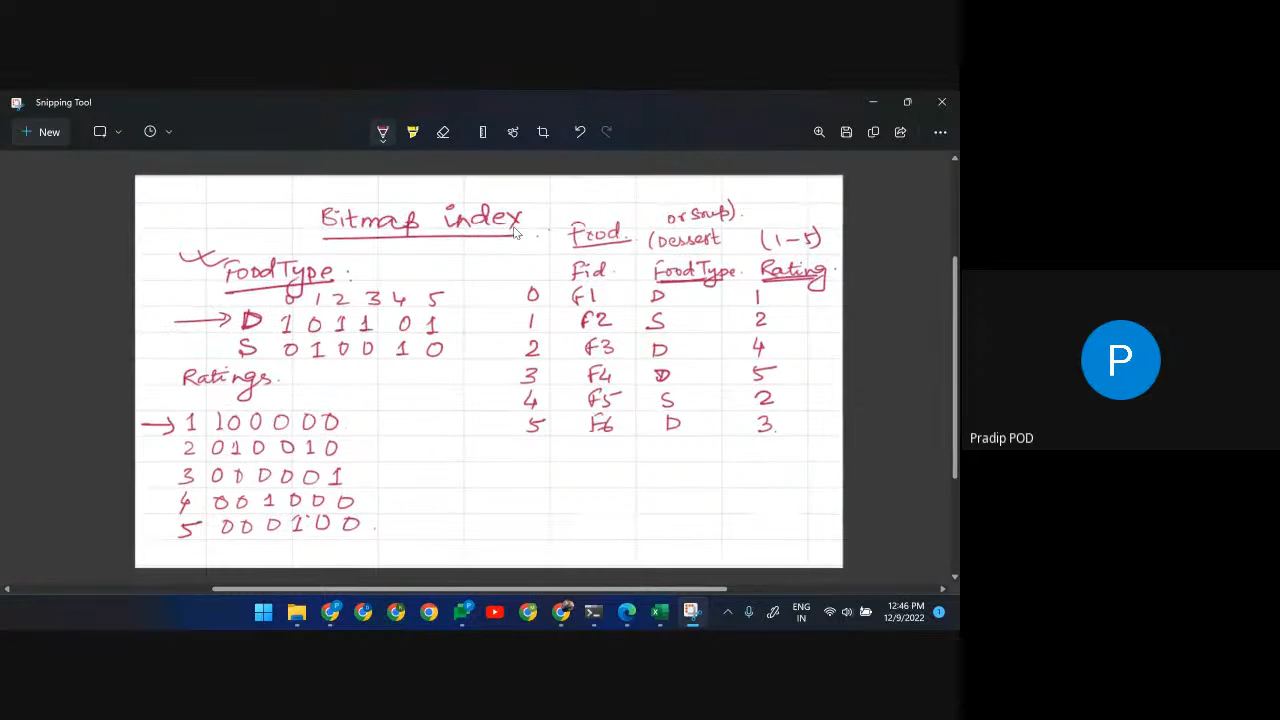 Snipping Tool
New
Bitmap index
Food
(Dessert or Soup).
(1-5)
FoodType:
0 1 2 3 4 5
D 1 0 1 1 0 1
S 0 1 0 0 1 0
Ratings.
1 1 0 0 0 0 0
2 0 1 0 0 1 0
3 0 0 0 0 0 1
4 0 0 1 0 0 0
5 0 0 0 1 0 0
Fid. FoodType. Rating.
0 F1 D 1
1 F2 S 2
2 F3 D 4
3 F4 D 5
4 F5 S 2
5 F6 D 3.
P
Pradip POD
ENG
IN
12:46 PM
12/9/2022
1